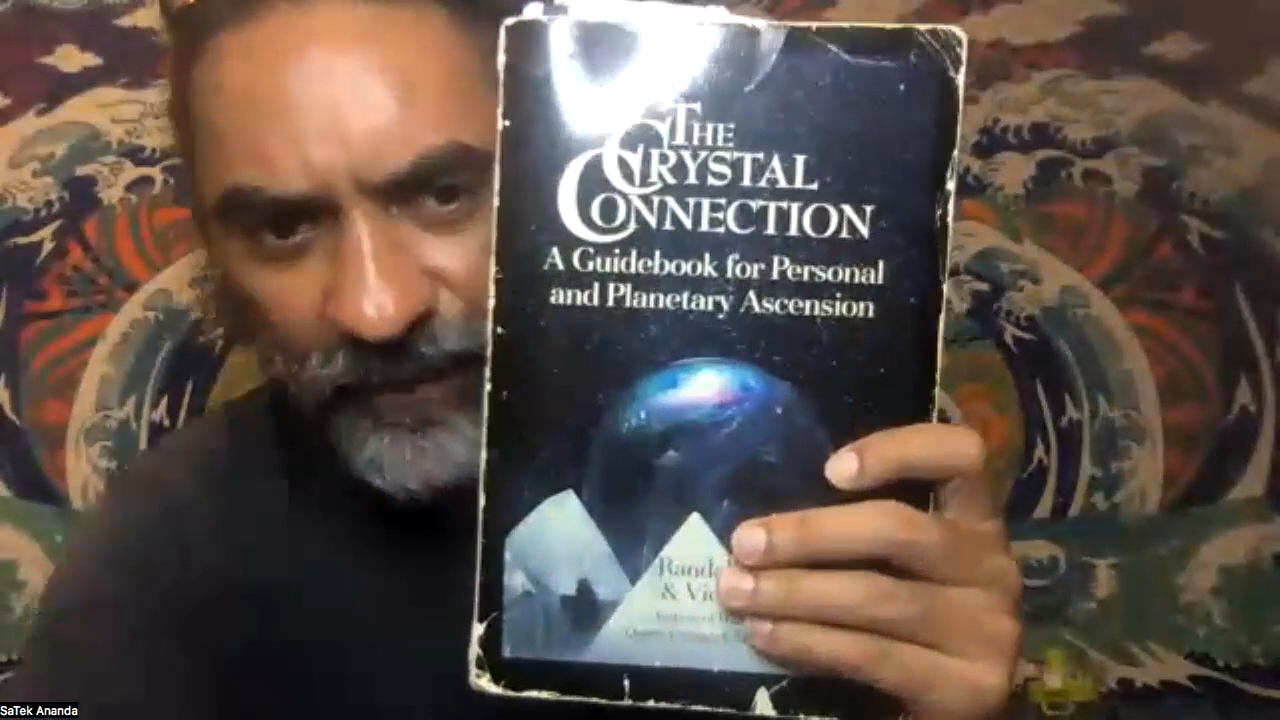 THE
CRYSTAL
CONNECTION
A Guidebook for Personal
and Planetary Ascension
& 
SaTek Ananda